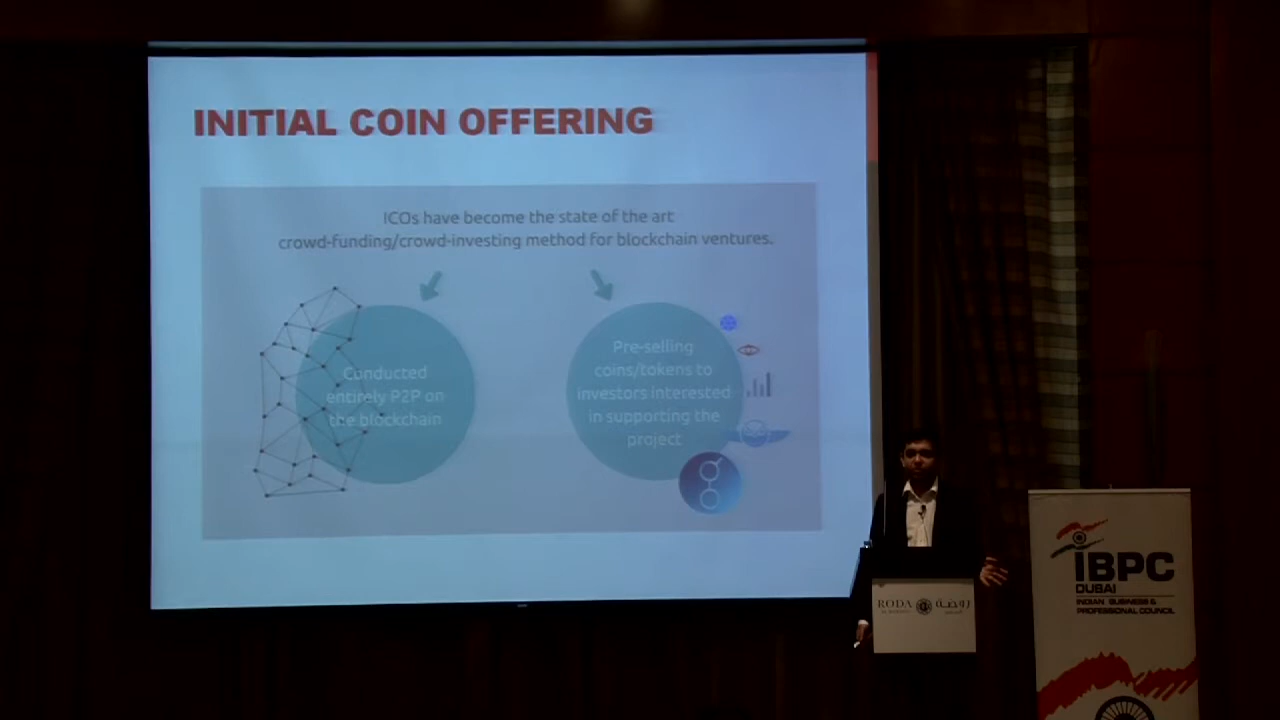 INITIAL COIN OFFERING
ICOs have become the state of the art
crowd-funding/crowd-investing method for blockchain ventures.
Conducted
entirely P2P on
the blockchain
Pre-selling
coins/tokens to
investors interested
in supporting the
project
RODA
روضة
IBPC
DUBAI
INDIAN BUSINESS &
PROFESSIONAL COUNCIL